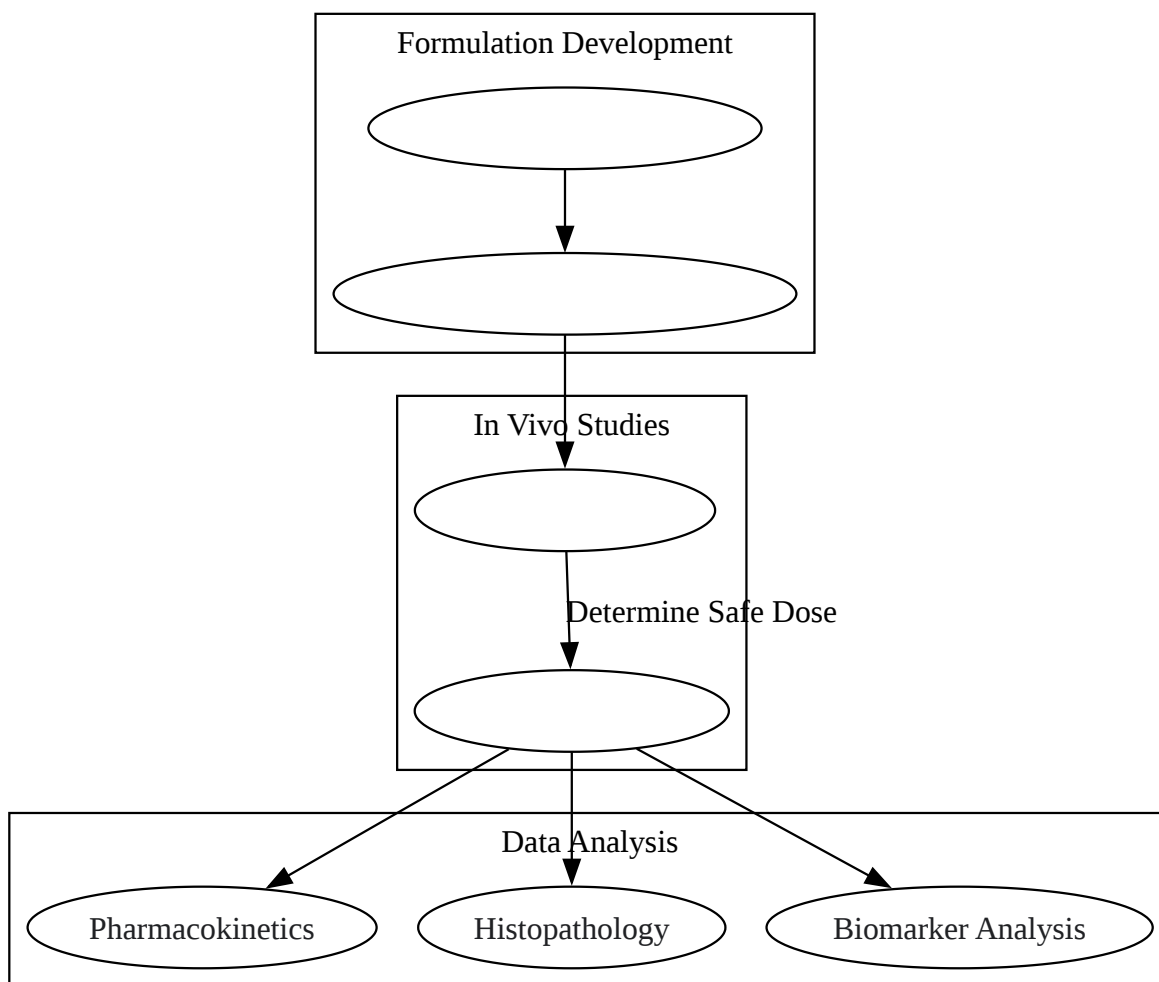 Formulation Development
In Vivo Studies
Determine Safe Dose
Data Analysis
Pharmacokinetics
Histopathology
Biomarker Analysis